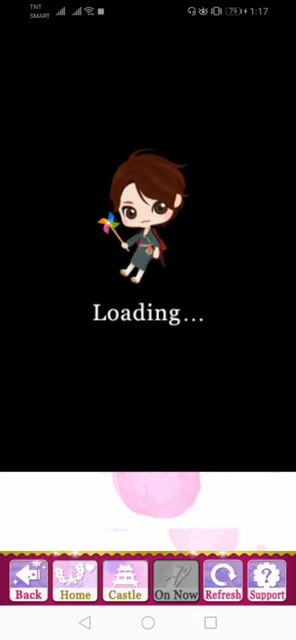 TNT
SMART
79
1:17
Loading...
Back
Home
Castle
On Now
Refresh
Support